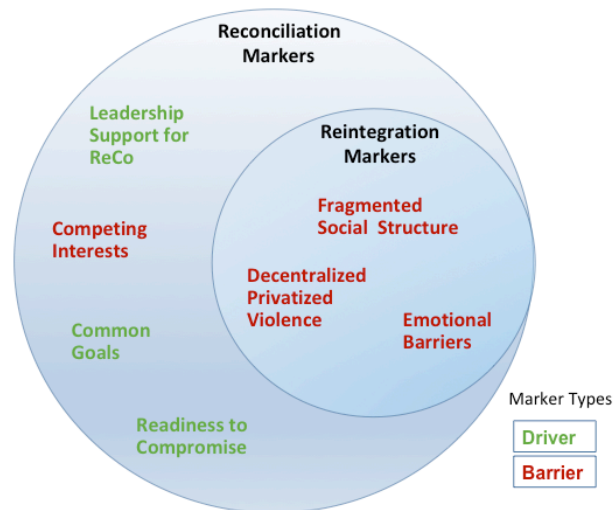 Reconciliation
Markers
Leadership
Support for
ReCo
Reintegration
Markers
Fragmented
Social Structure
Competing
Interests
Decentralized
Privatized
Violence
Emotional
Barriers
Common
Goals
Readiness to
Compromise
Marker Types
Driver
Barrier